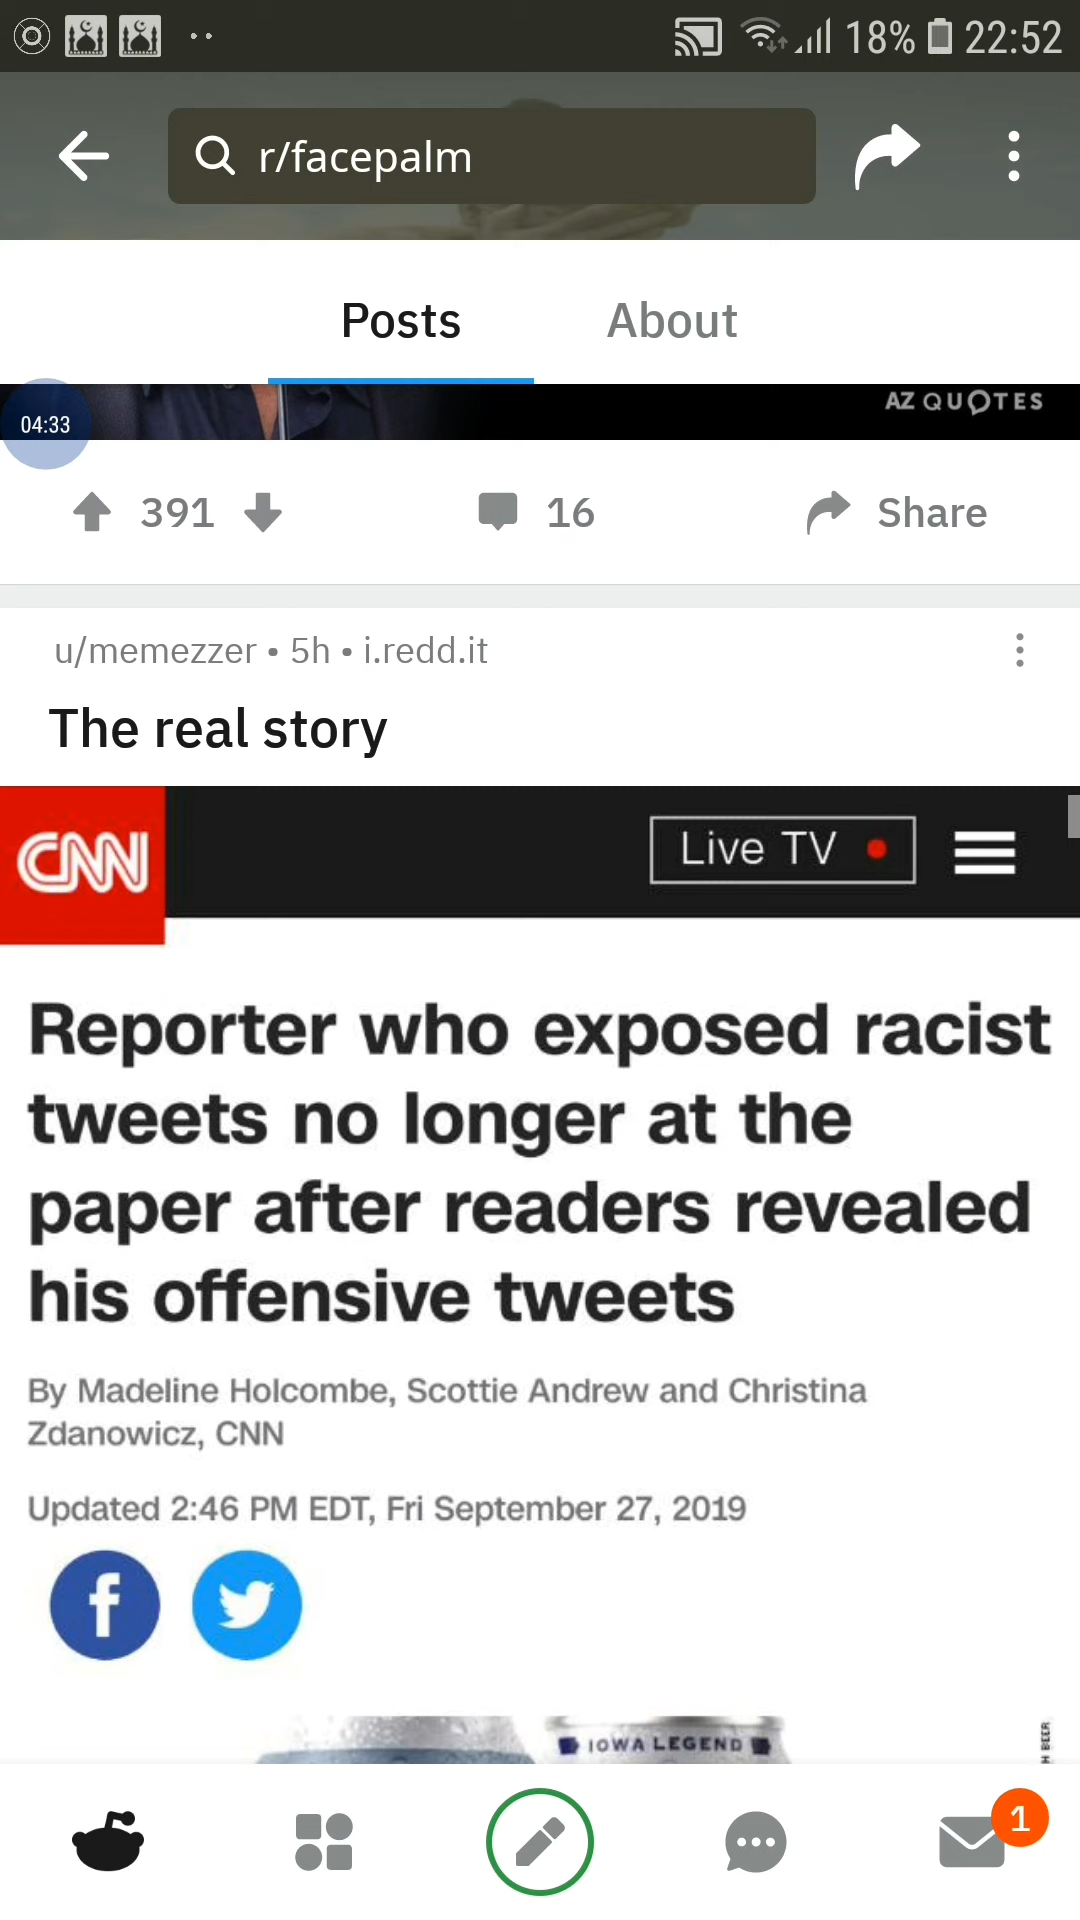 18% 22:52
r/facepalm
Posts About
AZ QUOTES
04:33
391 16 Share
u/memezzer • 5h • i.redd.it
The real story
CNN Live TV
Reporter who exposed racist
tweets no longer at the
paper after readers revealed
his offensive tweets
By Madeline Holcombe, Scottie Andrew and Christina
Zdanowicz, CNN
Updated 2:46 PM EDT, Fri September 27, 2019
IOWA LEGEND
H BEER
1